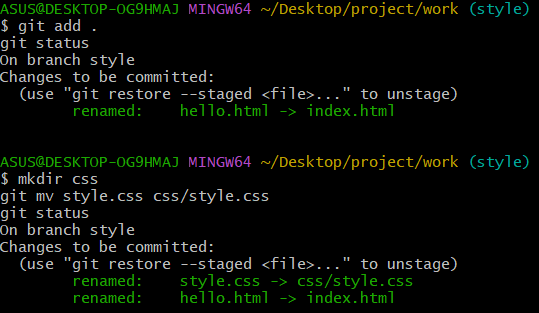 ASUS@DESKTOP-OG9HMAJ MINGW64 ~/Desktop/project/work (style)
$ git add .
git status
On branch style
Changes to be committed:
  (use "git restore --staged <file>..." to unstage)
        renamed:    hello.html -> index.html

ASUS@DESKTOP-OG9HMAJ MINGW64 ~/Desktop/project/work (style)
$ mkdir css
git mv style.css css/style.css
git status
On branch style
Changes to be committed:
  (use "git restore --staged <file>..." to unstage)
        renamed:    style.css -> css/style.css
        renamed:    hello.html -> index.html